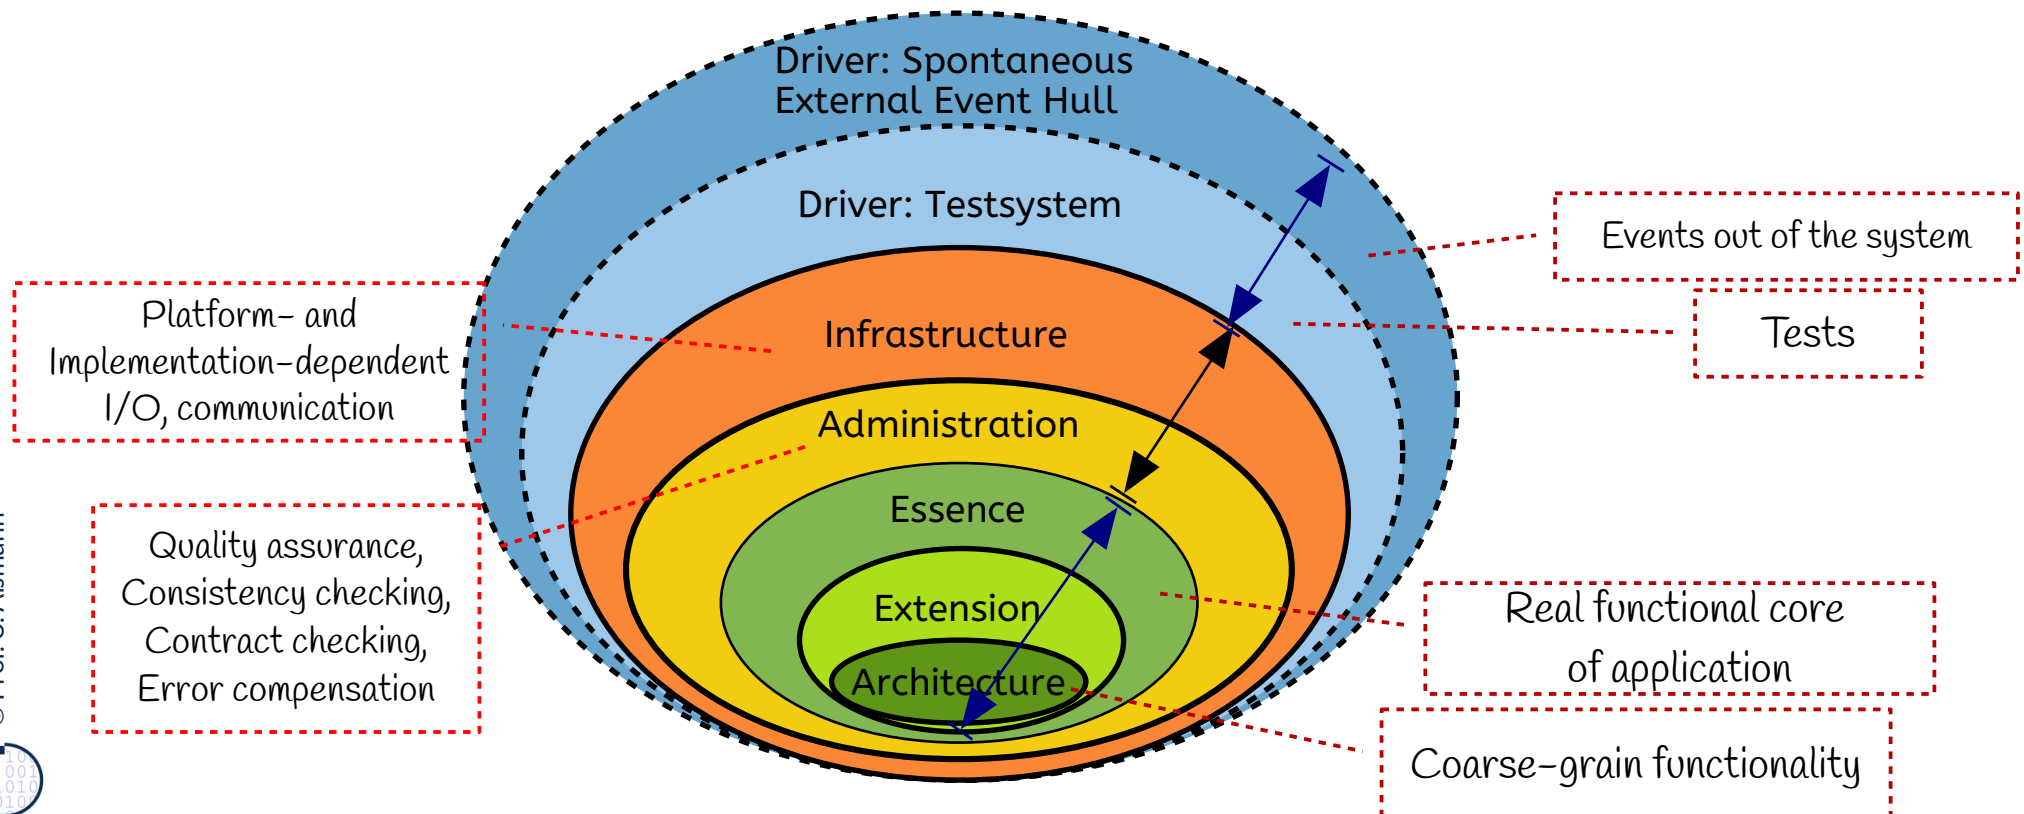 Driver: Spontaneous
External Event Hull
Driver: Testsystem
Events out of the system
Tests
Platform- and
Implementation-dependent
I/O, communication
Infrastructure
Administration
Essence
Quality assurance,
Consistency checking,
Contract checking,
Error compensation
Extension
Real functional core
of application
Architecture
Coarse-grain functionality